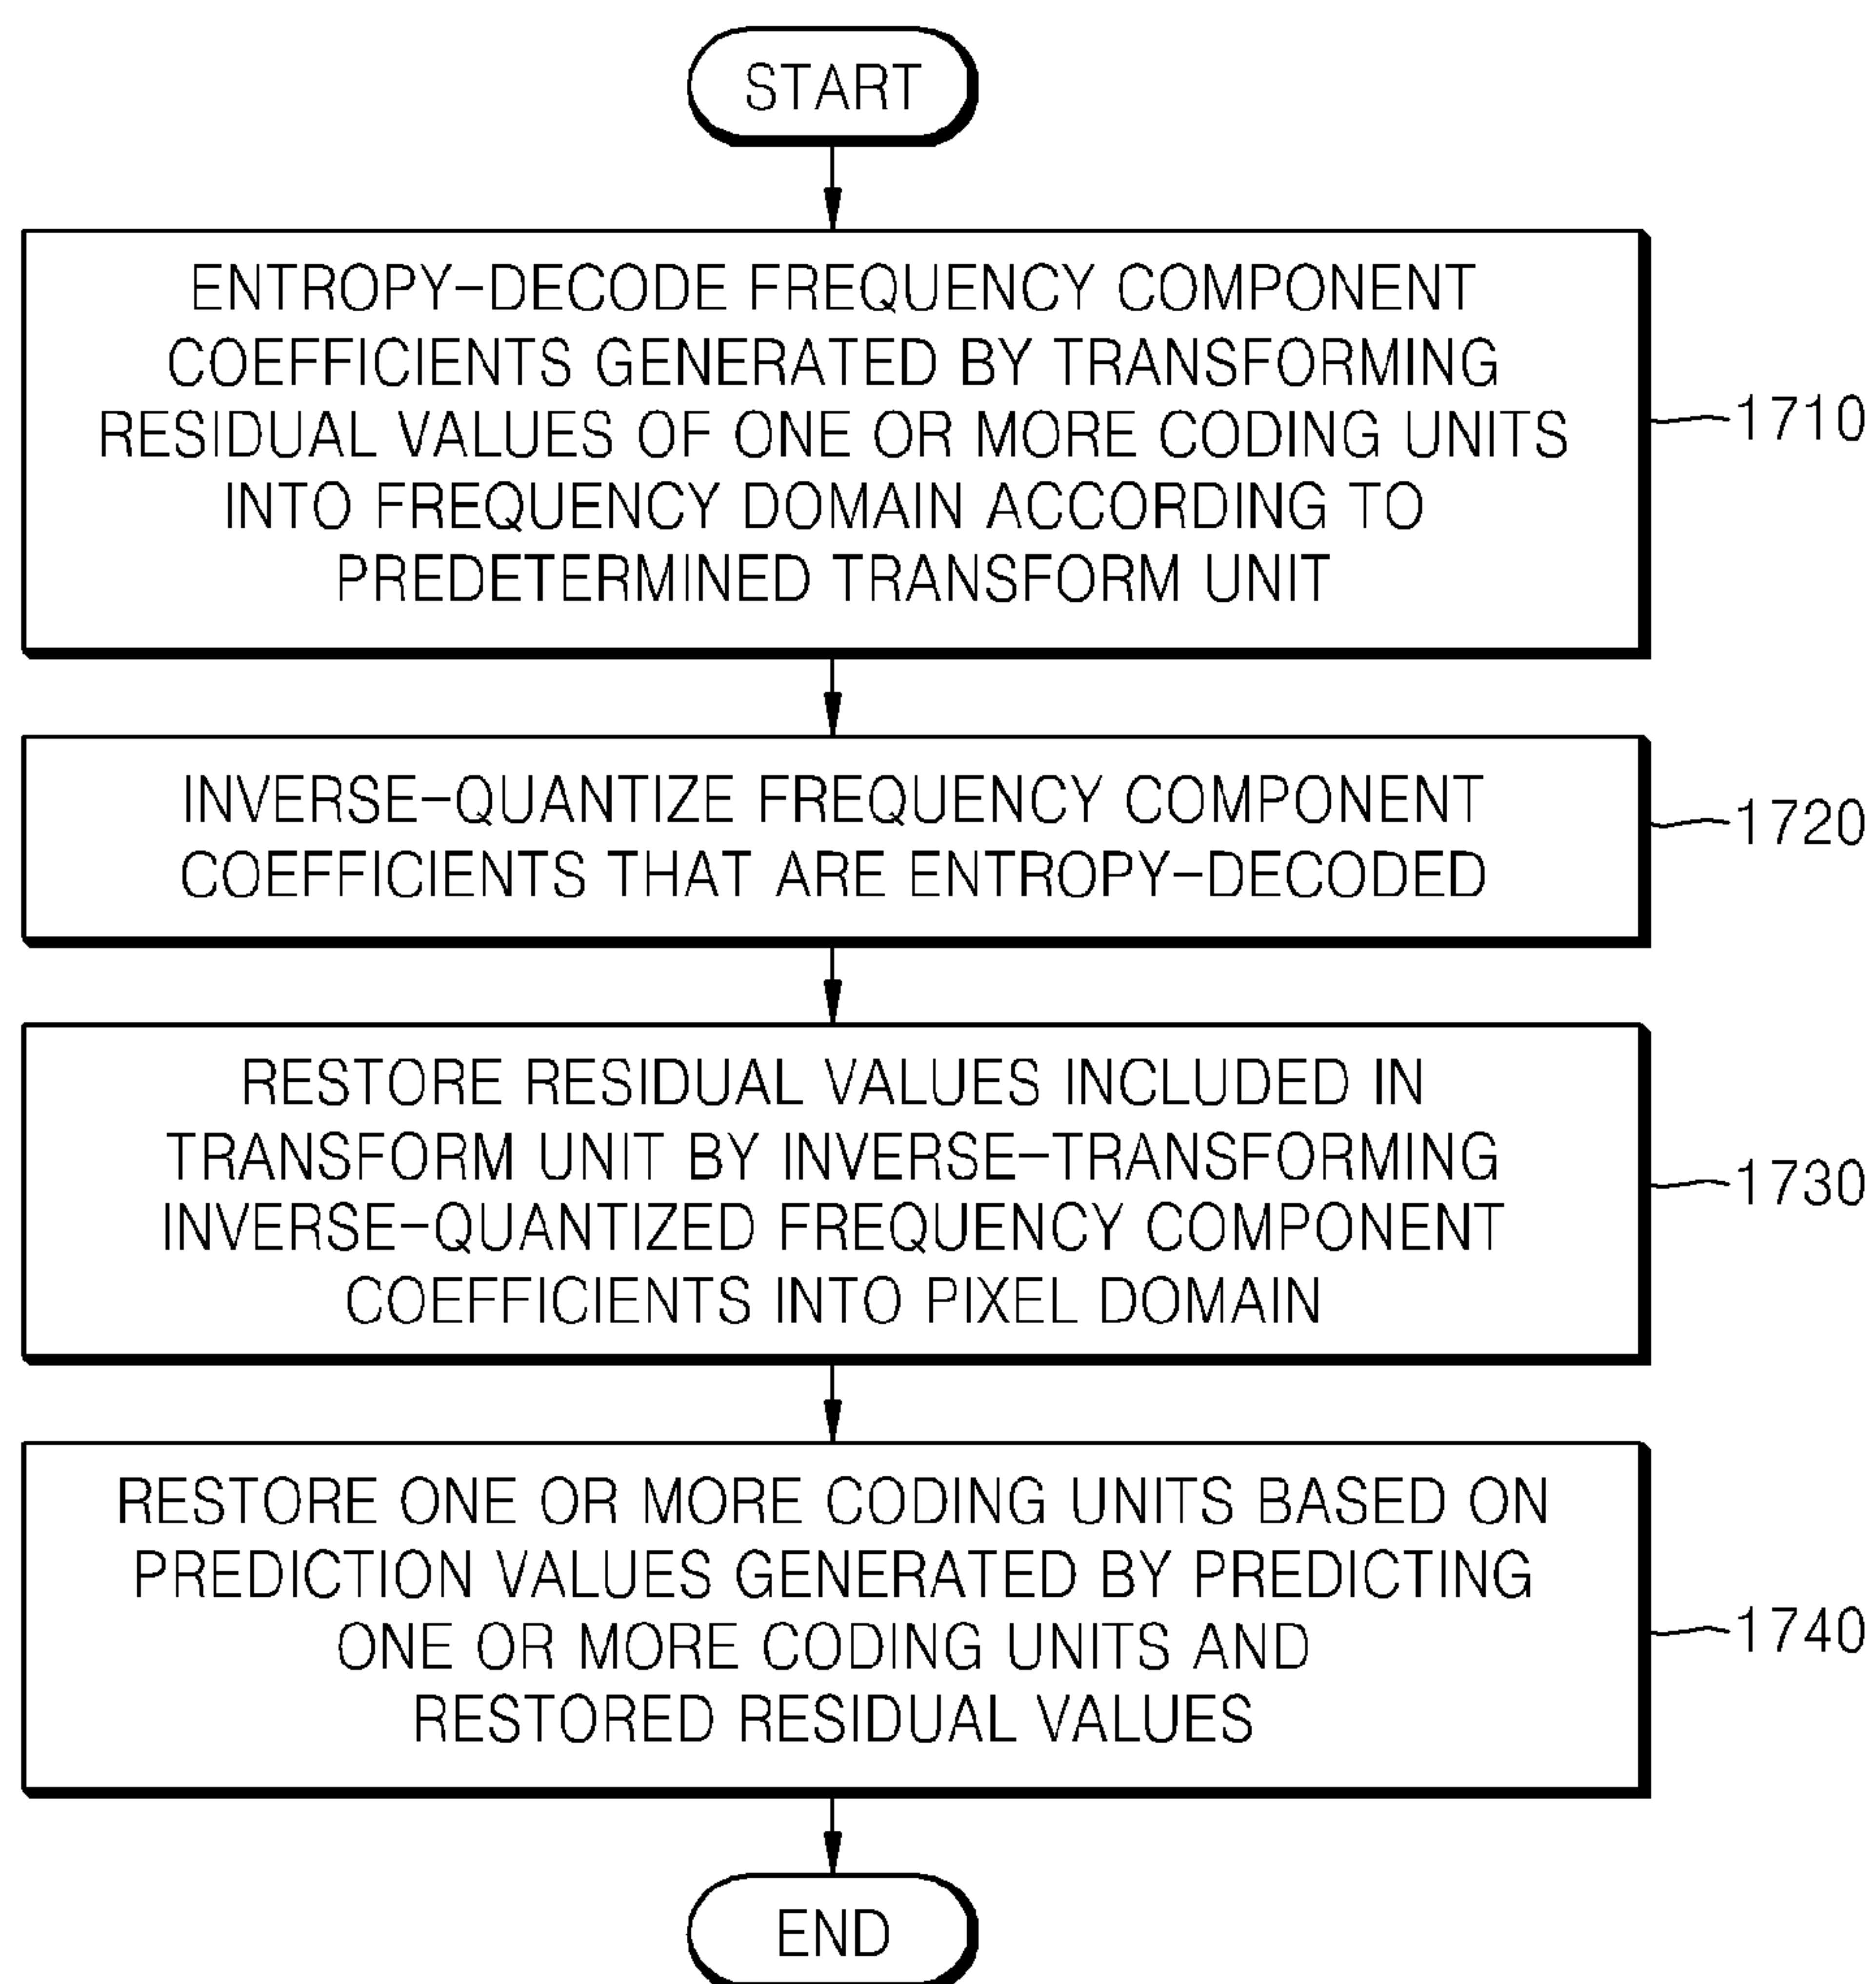 START
ENTROPY-DECODE FREQUENCY COMPONENT
COEFFICIENTS GENERATED BY TRANSFORMING
RESIDUAL VALUES OF ONE OR MORE CODING UNITS
INTO FREQUENCY DOMAIN ACCORDING TO
PREDETERMINED TRANSFORM UNIT
1710
INVERSE-QUANTIZE FREQUENCY COMPONENT
COEFFICIENTS THAT ARE ENTROPY-DECODED
1720
RESTORE RESIDUAL VALUES INCLUDED IN
TRANSFORM UNIT BY INVERSE-TRANSFORMING
INVERSE-QUANTIZED FREQUENCY COMPONENT
COEFFICIENTS INTO PIXEL DOMAIN
1730
RESTORE ONE OR MORE CODING UNITS BASED ON
PREDICTION VALUES GENERATED BY PREDICTING
ONE OR MORE CODING UNITS AND
RESTORED RESIDUAL VALUES
1740
END